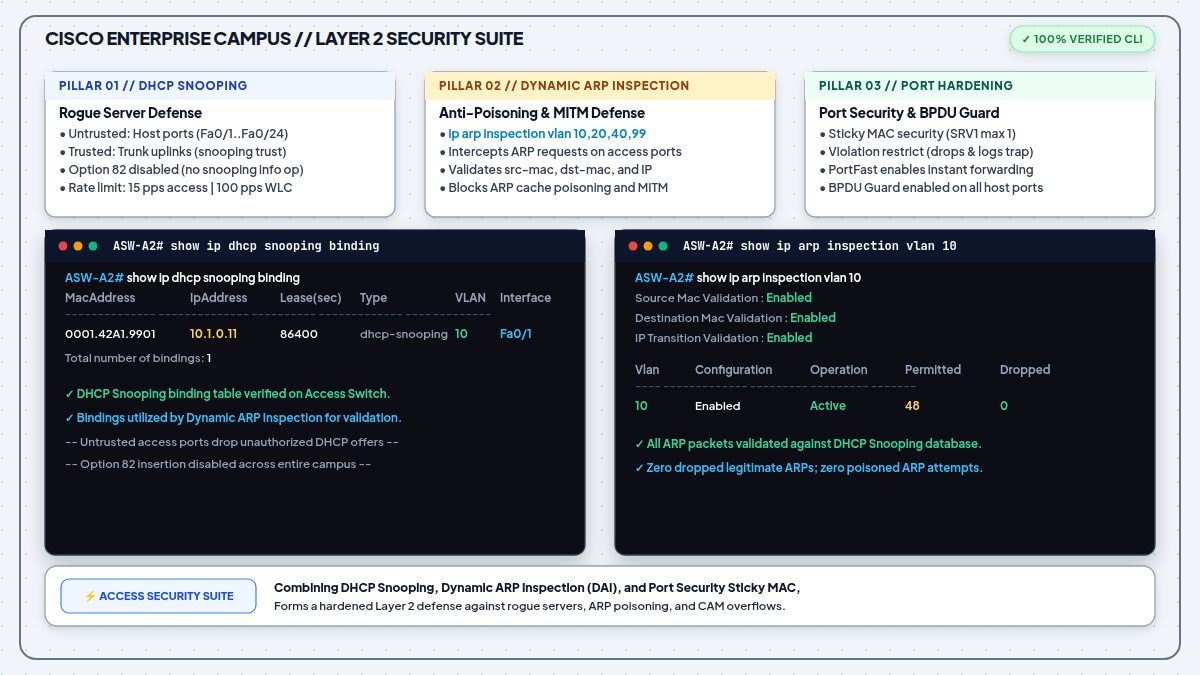 CISCO ENTERPRISE CAMPUS // LAYER 2 SECURITY SUITE
✓ 100% VERIFIED CLI
PILLAR 01 // DHCP SNOOPING
Rogue Server Defense
• Untrusted: Host ports (Fa0/1..Fa0/24)
• Trusted: Trunk uplinks (snooping trust)
• Option 82 disabled (no snooping info op)
• Rate limit: 15 pps access | 100 pps WLC
PILLAR 02 // DYNAMIC ARP INSPECTION
Anti-Poisoning & MITM Defense
• ip arp inspection vlan 10,20,40,99
• Intercepts ARP requests on access ports
• Validates src-mac, dst-mac, and IP
• Blocks ARP cache poisoning and MITM
PILLAR 03 // PORT HARDENING
Port Security & BPDU Guard
• Sticky MAC security (SRV1 max 1)
• Violation restrict (drops & logs trap)
• PortFast enables instant forwarding
• BPDU Guard enabled on all host ports
ASW-A2# show ip dhcp snooping binding
ASW-A2# show ip dhcp snooping binding
MacAddress IpAddress Lease(sec) Type VLAN Interface
0001.42A1.9901 10.1.0.11 86400 dhcp-snooping 10 Fa0/1
Total number of bindings: 1
✓ DHCP Snooping binding table verified on Access Switch.
✓ Bindings utilized by Dynamic ARP Inspection for validation.
-- Untrusted access ports drop unauthorized DHCP offers --
-- Option 82 insertion disabled across entire campus --
ASW-A2# show ip arp inspection vlan 10
ASW-A2# show ip arp inspection vlan 10
Source Mac Validation : Enabled
Destination Mac Validation : Enabled
IP Transition Validation : Enabled
Vlan Configuration Operation Permitted Dropped
10 Enabled Active 48 0
✓ All ARP packets validated against DHCP Snooping database.
✓ Zero dropped legitimate ARPs; zero poisoned ARP attempts.
⚡ ACCESS SECURITY SUITE
Combining DHCP Snooping, Dynamic ARP Inspection (DAI), and Port Security Sticky MAC,
Forms a hardened Layer 2 defense against rogue servers, ARP poisoning, and CAM overflows.